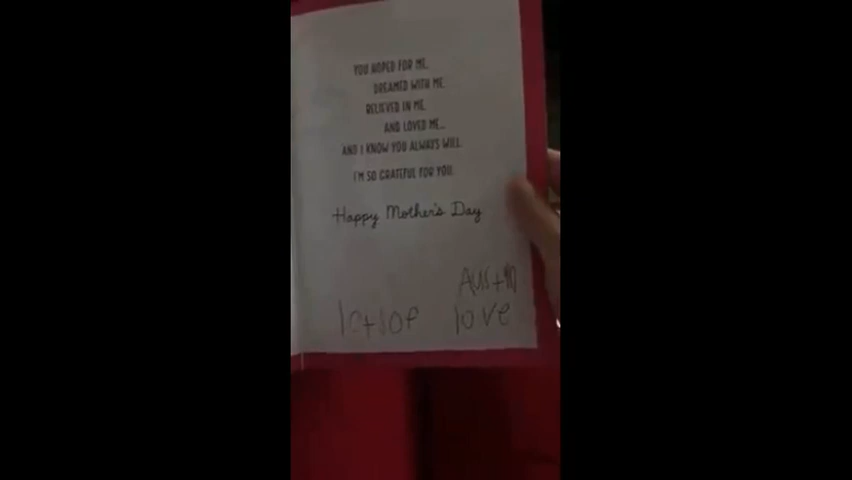 YOU HOPED FOR ME,
DREAMED WITH ME,
BELIEVED IN ME,
AND LOVED ME...
AND I KNOW YOU ALWAYS WILL.
I'M SO GRATEFUL FOR YOU.
Happy Mother's Day
Austin
love